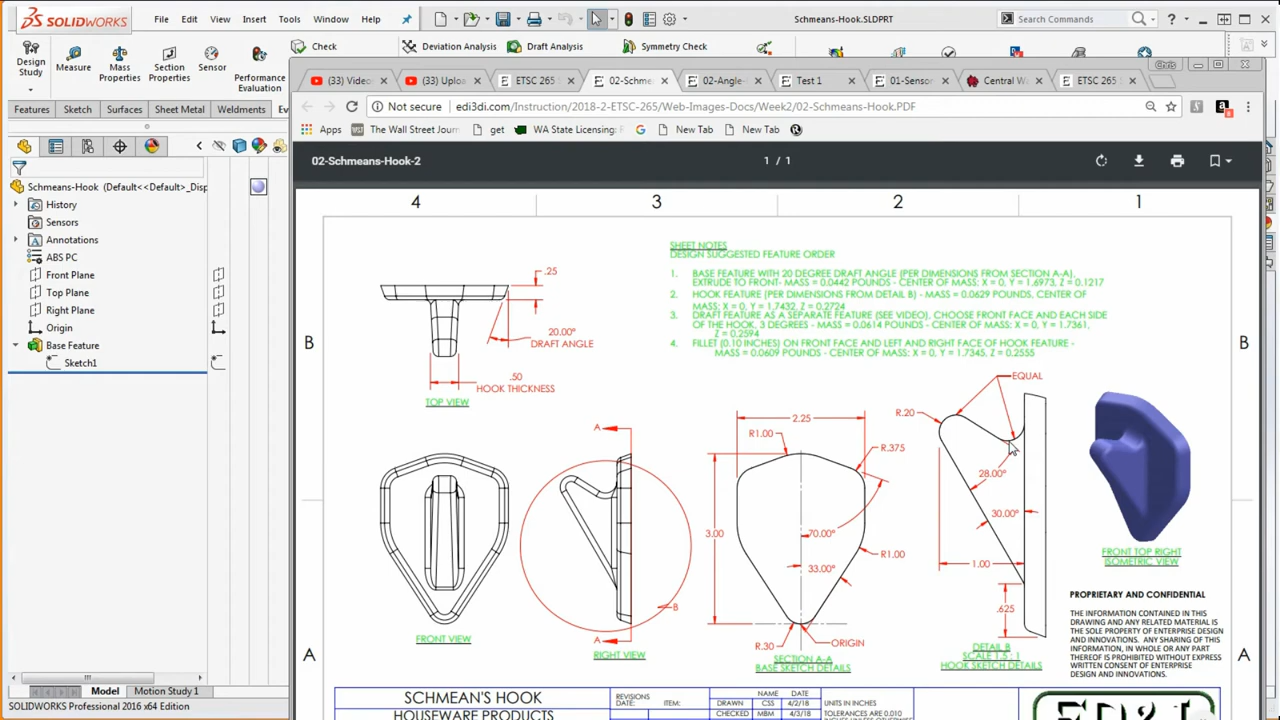 SOLIDWORKS
File
Edit
View
Insert
Tools
Window
Help
Schmeans-Hook.SLDPRT
Search Commands
Design Study
Measure
Mass Properties
Section Properties
Sensor
Performance Evaluation
Check
Deviation Analysis
Draft Analysis
Symmetry Check
Chris
Features
Sketch
Surfaces
Sheet Metal
Weldments
(33) Video
(33) Uploa
ETSC 265
02-Schme
02-Angle
Test 1
01-Sensor
Central W
ETSC 265
Not secure
edi3di.com/Instruction/2018-2-ETSC-265/Web-Images-Docs/Week2/02-Schmeans-Hook.PDF
Apps
The Wall Street Jour
get
WA State Licensing:
New Tab
New Tab
02-Schmeans-Hook-2
1 / 1
Schmeans-Hook (Default<<Default>_Disp
History
Sensors
Annotations
ABS PC
Front Plane
Top Plane
Right Plane
Origin
Base Feature
Sketch1
4
3
2
1
SHEET NOTES
DESIGN SUGGESTED FEATURE ORDER
1. BASE FEATURE WITH 20 DEGREE DRAFT ANGLE (PER DIMENSIONS FROM SECTION A-A),
EXTRUDE TO FRONT- MASS = 0.0442 POUNDS - CENTER OF MASS: X = 0, Y = 1.6973, Z = 0.1217
2. HOOK FEATURE (PER DIMENSIONS FROM DETAIL B) - MASS = 0.0629 POUNDS, CENTER OF
MASS: X = 0, Y = 1.7432, Z = 0.2724
3. DRAFT FEATURE AS A SEPARATE FEATURE (SEE VIDEO), CHOOSE FRONT FACE AND EACH SIDE
OF THE HOOK, 3 DEGREES - MASS = 0.0614 POUNDS - CENTER OF MASS: X = 0, Y = 1.7361,
Z = 0.2594
4. FILLET (0.10 INCHES) ON FRONT FACE AND LEFT AND RIGHT FACE OF HOOK FEATURE -
MASS = 0.0609 POUNDS - CENTER OF MASS: X = 0, Y = 1.7345, Z = 0.2555
.25
20.00°
DRAFT ANGLE
.50
HOOK THICKNESS
TOP VIEW
B
B
A
A
FRONT VIEW
A
A
B
RIGHT VIEW
2.25
R1.00
R.375
3.00
70.00°
33.00°
R1.00
R.30
ORIGIN
SECTION A-A
BASE SKETCH DETAILS
R.20
EQUAL
28.00°
30.00°
1.00
.625
DETAIL B
SCALE 1.5 : 1
HOOK SKETCH DETAILS
FRONT TOP RIGHT
ISOMETRIC VIEW
PROPRIETARY AND CONFIDENTIAL
THE INFORMATION CONTAINED IN THIS
DRAWING AND ANY RELATED MATERIAL IS
THE SOLE PROPERTY OF ENTERPRISE DESIGN
AND INNOVATIONS. ANY SHARING OF THIS
INFORMATION, IN WHOLE OR ANY PART
THEREOF IS PROHIBITED WITHOUT EXPRESS
WRITTEN CONSENT OF ENTERPRISE
DESIGN AND INNOVATIONS.
SCHMEAN'S HOOK
HOUSEWARE PRODUCTS
REVISIONS
DATE: ITEM:
NAME DATE
DRAWN CSS 4/2/18
CHECKED MBM 4/3/18
UNITS IN INCHES
TOLERANCES ARE 0.010
Model
Motion Study 1
SOLIDWORKS Professional 2016 x64 Edition